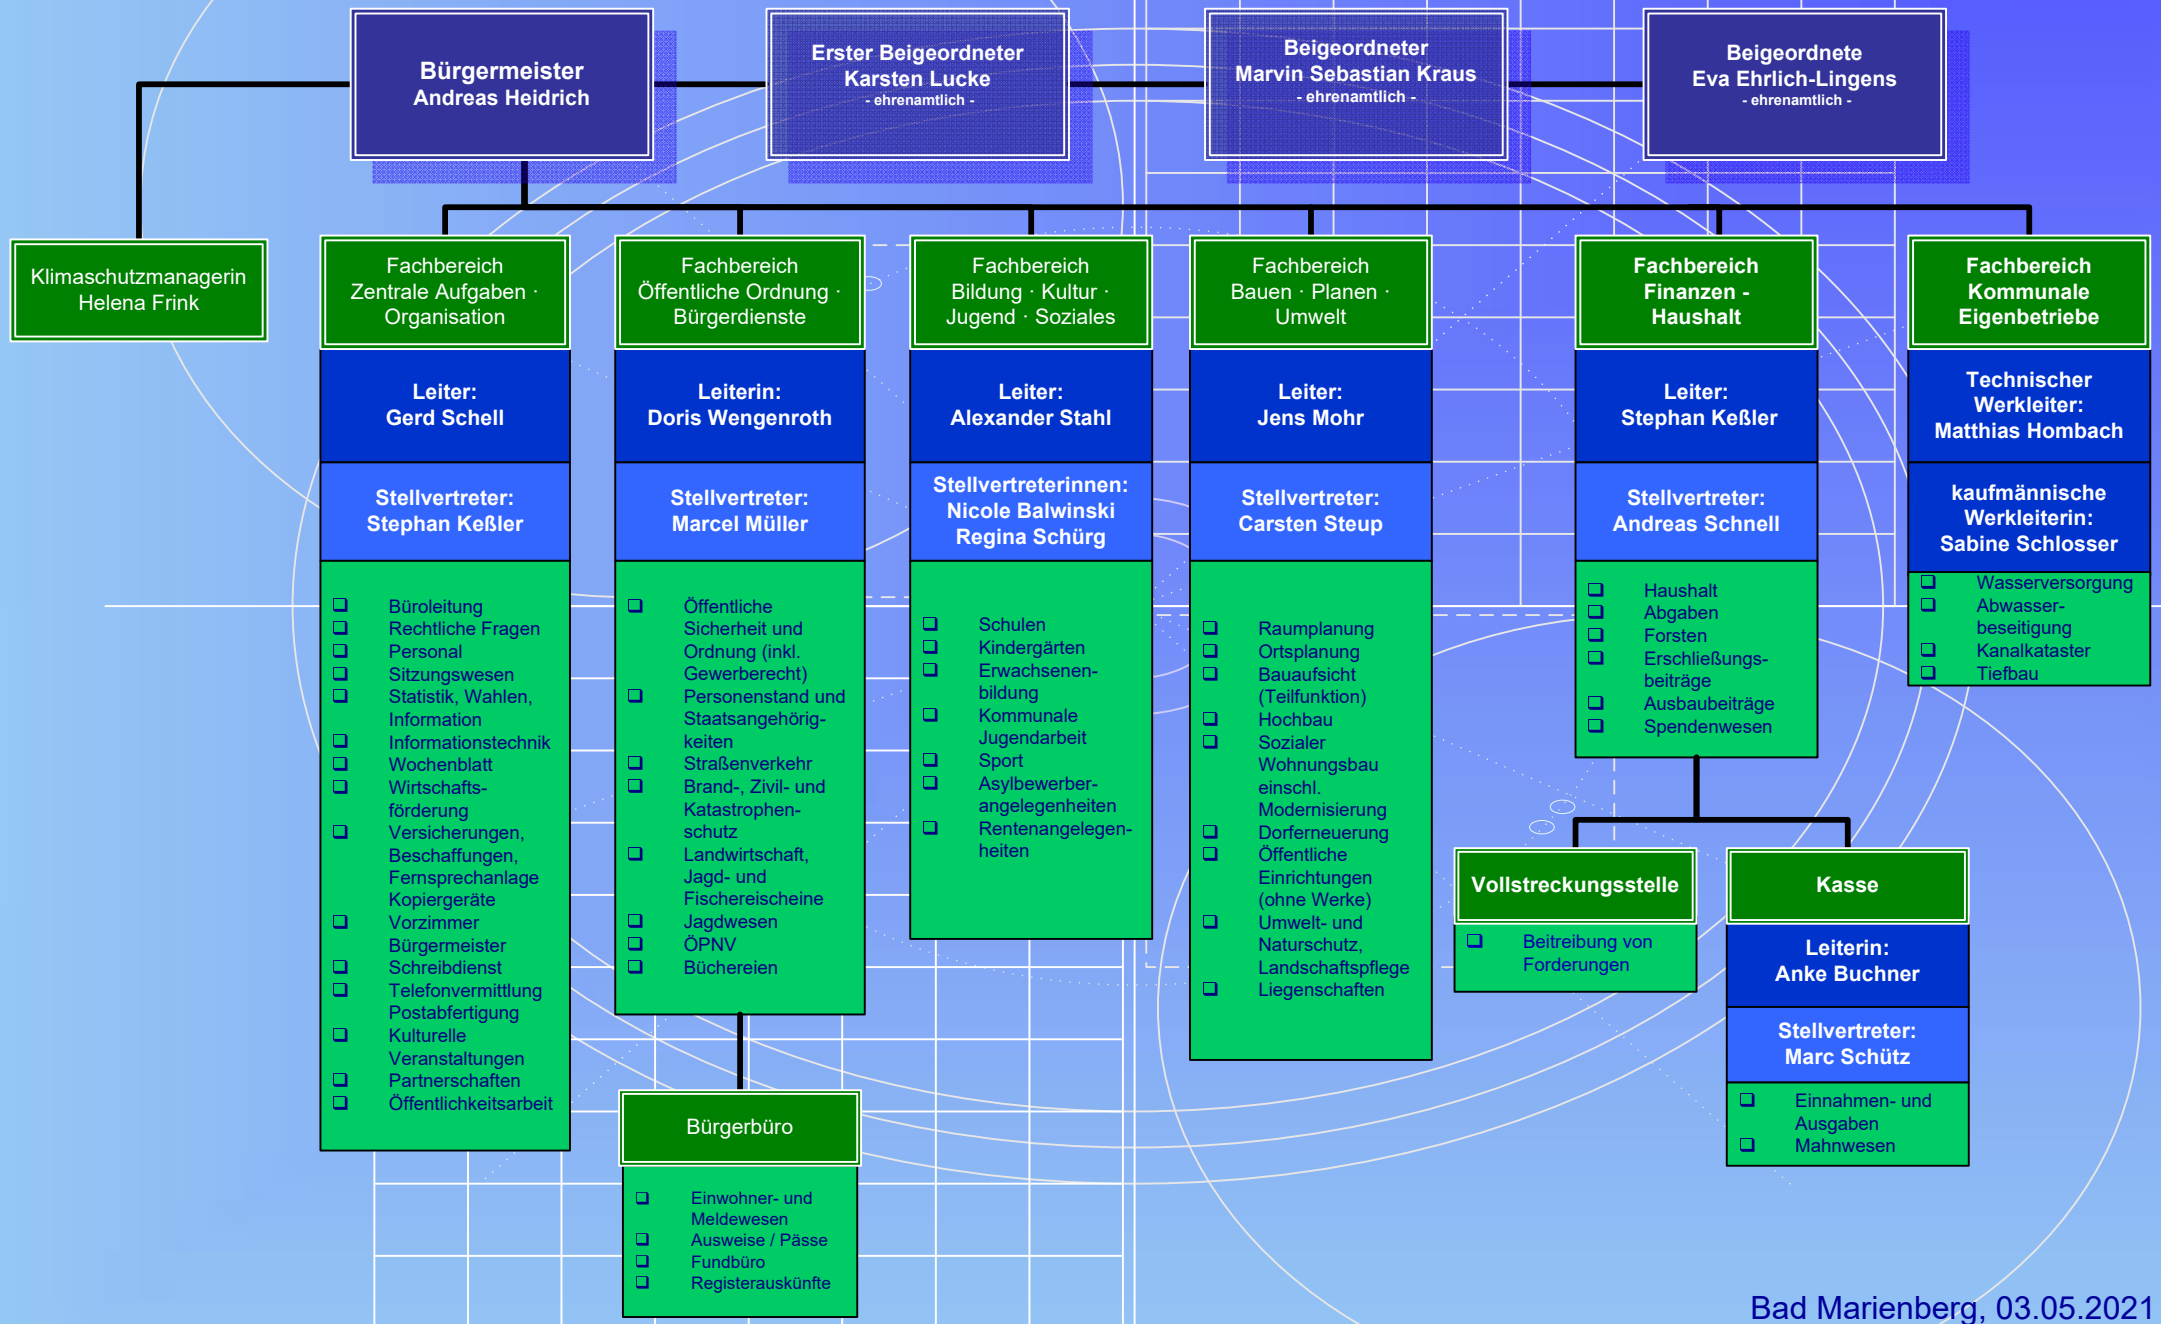 Bürgermeister
Andreas Heidrich
Erster Beigeordneter
Karsten Lucke
- ehrenamtlich -
Beigeordneter
Marvin Sebastian Kraus
- ehrenamtlich -
Beigeordnete
Eva Ehrlich-Lingens
- ehrenamtlich -
Klimaschutzmanagerin
Helena Frink
Fachbereich
Zentrale Aufgaben ·
Organisation
Leiter:
Gerd Schell
Stellvertreter:
Stephan Keßler
❑ Büroleitung
❑ Rechtliche Fragen
❑ Personal
❑ Sitzungswesen
❑ Statistik, Wahlen,
Information
❑ Informationstechnik
❑ Wochenblatt
❑ Wirtschafts-
förderung
❑ Versicherungen,
Beschaffungen,
Fernsprechanlage
Kopiergeräte
❑ Vorzimmer
Bürgermeister
❑ Schreibdienst
❑ Telefonvermittlung
Postabfertigung
❑ Kulturelle
Veranstaltungen
❑ Partnerschaften
❑ Öffentlichkeitsarbeit
Fachbereich
Öffentliche Ordnung ·
Bürgerdienste
Leiterin:
Doris Wengenroth
Stellvertreter:
Marcel Müller
❑ Öffentliche
Sicherheit und
Ordnung (inkl.
Gewerberecht)
❑ Personenstand und
Staatsangehörig-
keiten
❑ Straßenverkehr
❑ Brand-, Zivil- und
Katastrophen-
schutz
❑ Landwirtschaft,
Jagd- und
Fischereischeine
❑ Jagdwesen
❑ ÖPNV
❑ Büchereien
Bürgerbüro
❑ Einwohner- und
Meldewesen
❑ Ausweise / Pässe
❑ Fundbüro
❑ Registerauskünfte
Fachbereich
Bildung · Kultur ·
Jugend · Soziales
Leiter:
Alexander Stahl
Stellvertreterinnen:
Nicole Balwinski
Regina Schürg
❑ Schulen
❑ Kindergärten
❑ Erwachsenen-
bildung
❑ Kommunale
Jugendarbeit
❑ Sport
❑ Asylbewerber-
angelegenheiten
❑ Rentenangelegen-
heiten
Fachbereich
Bauen · Planen ·
Umwelt
Leiter:
Jens Mohr
Stellvertreter:
Carsten Steup
❑ Raumplanung
❑ Ortsplanung
❑ Bauaufsicht
(Teilfunktion)
❑ Hochbau
❑ Sozialer
Wohnungsbau
einschl.
Modernisierung
❑ Dorferneuerung
❑ Öffentliche
Einrichtungen
(ohne Werke)
❑ Umwelt- und
Naturschutz,
Landschaftspflege
❑ Liegenschaften
Fachbereich
Finanzen -
Haushalt
Leiter:
Stephan Keßler
Stellvertreter:
Andreas Schnell
❑ Haushalt
❑ Abgaben
❑ Forsten
❑ Erschließungs-
beiträge
❑ Ausbaubeiträge
❑ Spendenwesen
Vollstreckungsstelle
❑ Beitreibung von
Forderungen
Kasse
Leiterin:
Anke Buchner
Stellvertreter:
Marc Schütz
❑ Einnahmen- und
Ausgaben
❑ Mahnwesen
Fachbereich
Kommunale
Eigenbetriebe
Technischer
Werkleiter:
Matthias Hombach
kaufmännische
Werkleiterin:
Sabine Schlosser
❑ Wasserversorgung
❑ Abwasser-
beseitigung
❑ Kanalkataster
❑ Tiefbau
Bad Marienberg, 03.05.2021